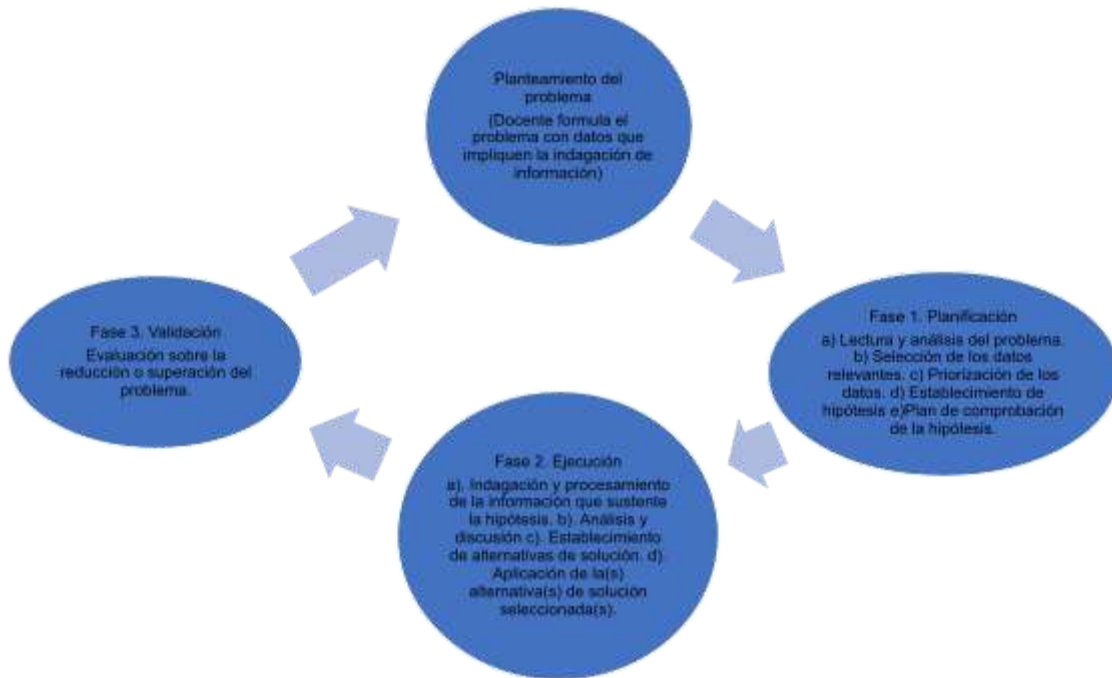 Planteamiento del
problema
(Docente formula el
problema con datos que
impliquen la indagación de
información)
Fase 1. Planificación
a) Lectura y análisis del problema.
b) Selección de los datos
relevantes. c) Priorización de los
datos. d) Establecimiento de
hipótesis e)Plan de comprobación
de la hipótesis.
Fase 2. Ejecución
a). Indagación y procesamiento
de la información que sustente
la hipótesis. b). Análisis y
discusión c). Establecimiento
de alternativas de solución. d).
Aplicación de la(s)
alternativa(s) de solución
seleccionada(s).
Fase 3. Validación
Evaluación sobre la
reducción o superación del
problema.